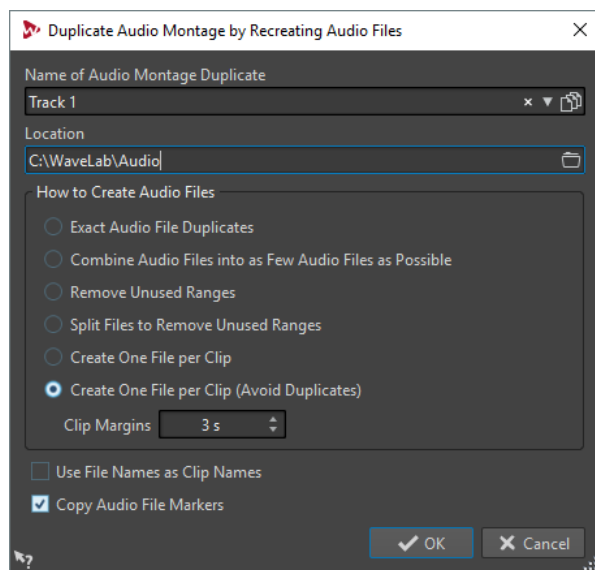 Duplicate Audio Montage by Recreating Audio Files
Name of Audio Montage Duplicate
Track 1
Location
C:\WaveLab\Audio
How to Create Audio Files
Exact Audio File Duplicates
Combine Audio Files into as Few Audio Files as Possible
Remove Unused Ranges
Split Files to Remove Unused Ranges
Create One File per Clip
Create One File per Clip (Avoid Duplicates)
Clip Margins 3 s
Use File Names as Clip Names
Copy Audio File Markers
OK Cancel